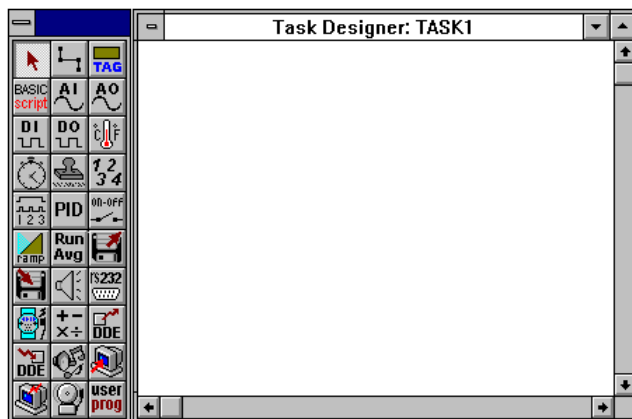 Task Designer: TASK1
TAG
BASIC script
AI
AO
DI
DO
°C °F
1 2 3 4
1 2 3
PID
on-off
ramp
Run Avg
RS232
+ - × ÷
DDE
DDE
user prog